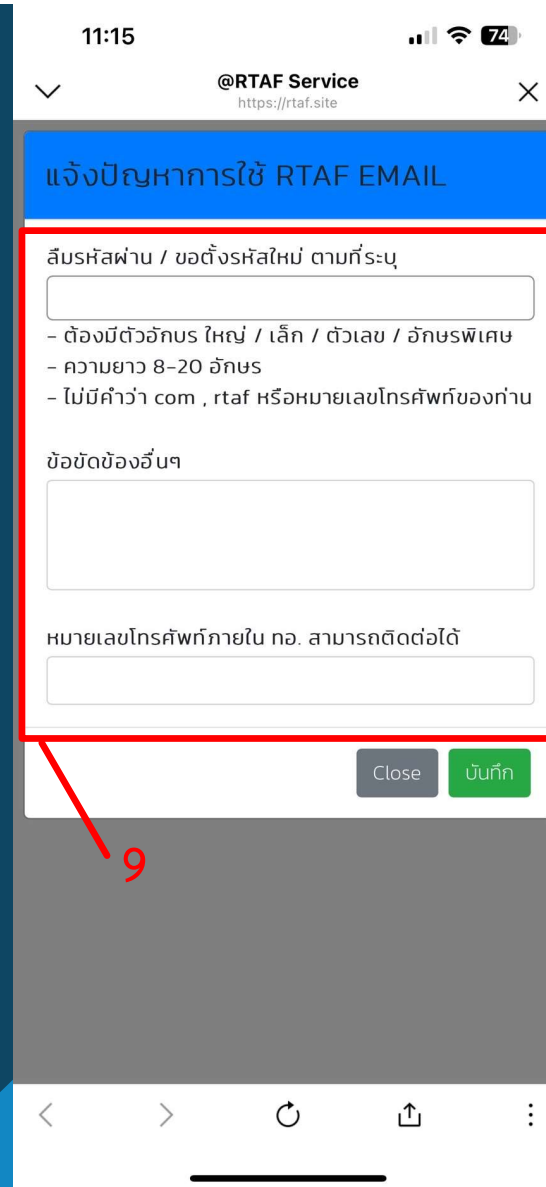 11:15
74
@RTAF Service
https://rtaf.site
แจ้งปัญหาการใช้ RTAF EMAIL
ลืมรหัสผ่าน / ขอตั้งรหัสใหม่ ตามที่ระบุ
- ต้องมีตัวอักบร ใหญ่ / เล็ก / ตัวเลข / อักษรพิเศษ
- ความยาว 8-20 อักษร
- ไม่มีคำว่า com , rtaf หรือหมายเลขโทรศัพท์ของท่าน
ข้อขัดข้องอื่นๆ
หมายเลขโทรศัพท์ภายใน ทอ. สามารถติดต่อได้
Close
บันทึก
9